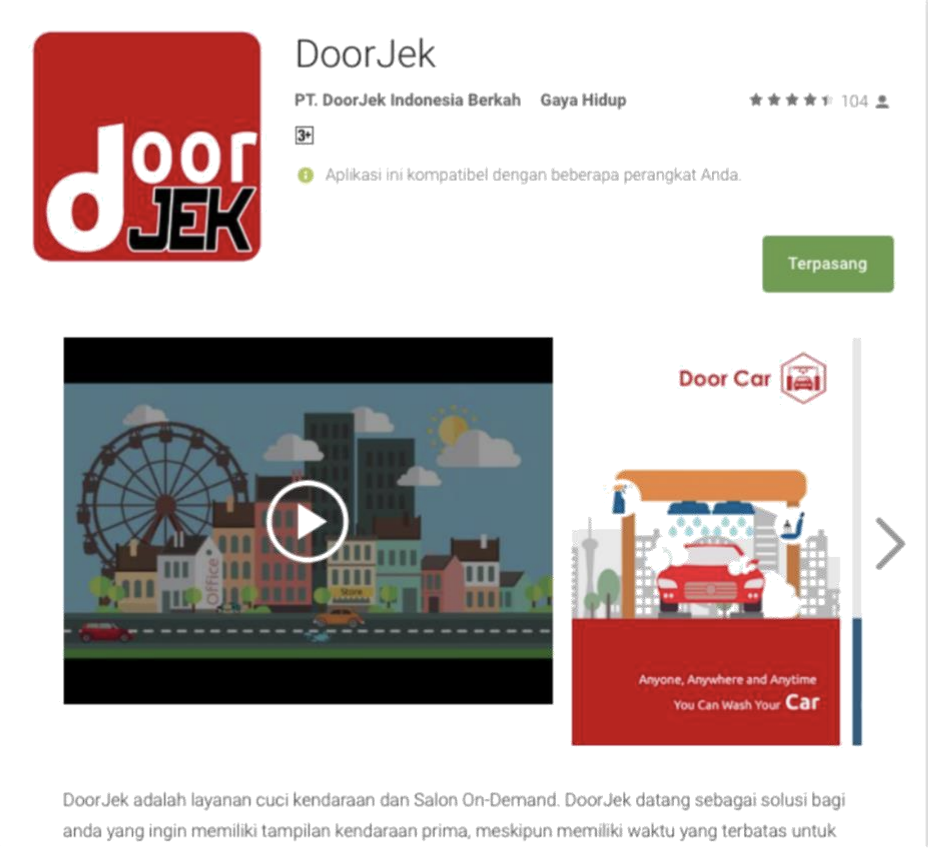 door
JEK
DoorJek
PT. DoorJek Indonesia Berkah Gaya Hidup
104
3+
Aplikasi ini kompatibel dengan beberapa perangkat Anda.
Terpasang
Office
Store
Door Car
Anyone, Anywhere and Anytime
You Can Wash Your Car
DoorJek adalah layanan cuci kendaraan dan Salon On-Demand. DoorJek datang sebagai solusi bagi
anda yang ingin memiliki tampilan kendaraan prima, meskipun memiliki waktu yang terbatas untuk